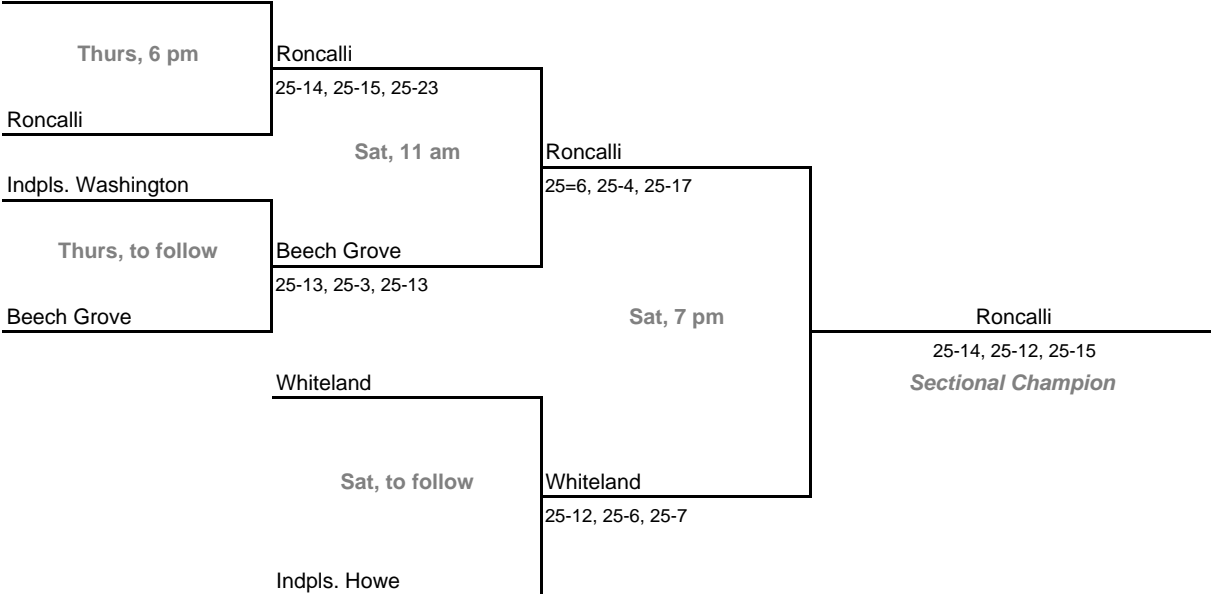 Thurs, 6 pm
Roncalli
25-14, 25-15, 25-23
Roncalli
Sat, 11 am
Roncalli
Indpls. Washington
25=6, 25-4, 25-17
Thurs, to follow
Beech Grove
25-13, 25-3, 25-13
Beech Grove
Sat, 7 pm
Roncalli
25-14, 25-12, 25-15
Whiteland
Sectional Champion
Sat, to follow
Whiteland
25-12, 25-6, 25-7
Indpls. Howe